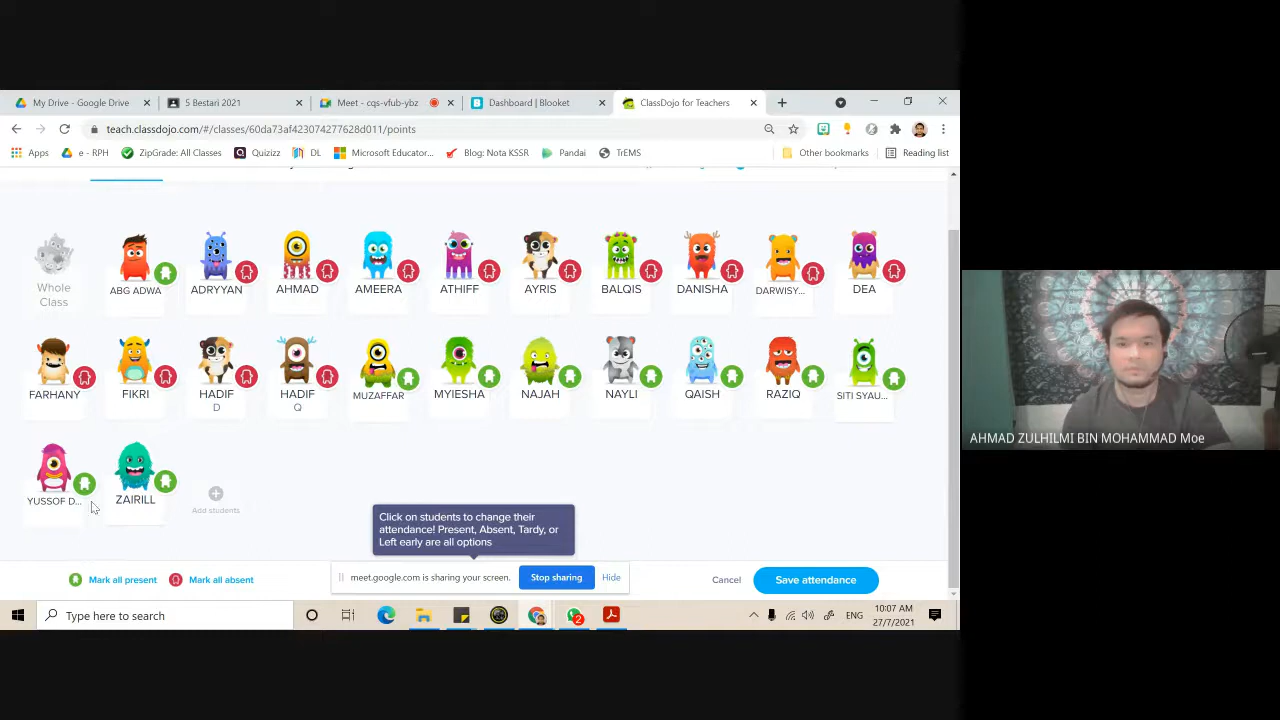 My Drive - Google Drive
5 Bestari 2021
Meet - cqs-vfub-ybz
Dashboard | Blooket
ClassDojo for Teachers
teach.classdojo.com/#/classes/60da73af423074277628d011/points
Apps
e - RPH
ZipGrade: All Classes
Quizizz
DL
Microsoft Educator...
Blog: Nota KSSR
Pandai
TrEMS
Other bookmarks
Reading list
Whole
Class
ABG ADWA
ADRYYAN
AHMAD
AMEERA
ATHIFF
AYRIS
BALQIS
DANISHA
DARWISY...
DEA
FARHANY
FIKRI
HADIF
D
HADIF
Q
MUZAFFAR
MYIESHA
NAJAH
NAYLI
QAISH
RAZIQ
SITI SYAU...
YUSSOF D...
ZAIRILL
Add students
Click on students to change their
attendance! Present, Absent, Tardy, or
Left early are all options
Mark all present
Mark all absent
meet.google.com is sharing your screen.
Stop sharing
Hide
Cancel
Save attendance
Type here to search
2
ENG
10:07 AM
27/7/2021
AHMAD ZULHILMI BIN MOHAMMAD Moe